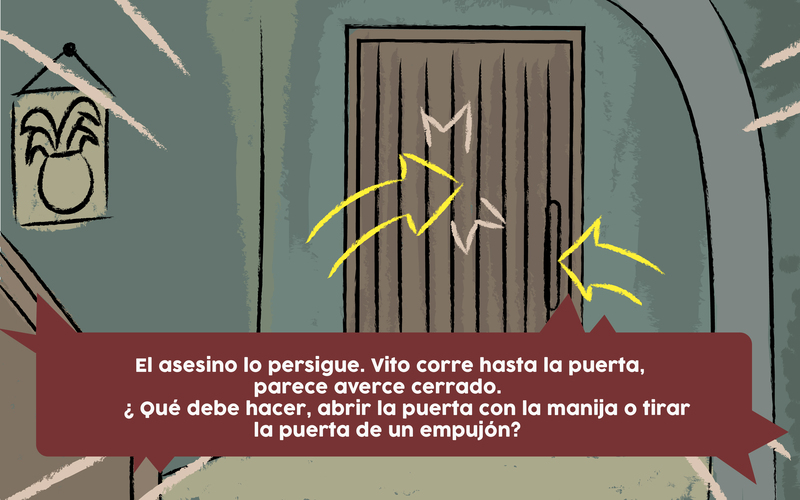 El asesino lo persigue. Vito corre hasta la puerta,
parece averce cerrado.
¿ Qué debe hacer, abrir la puerta con la manija o tirar
la puerta de un empujón?